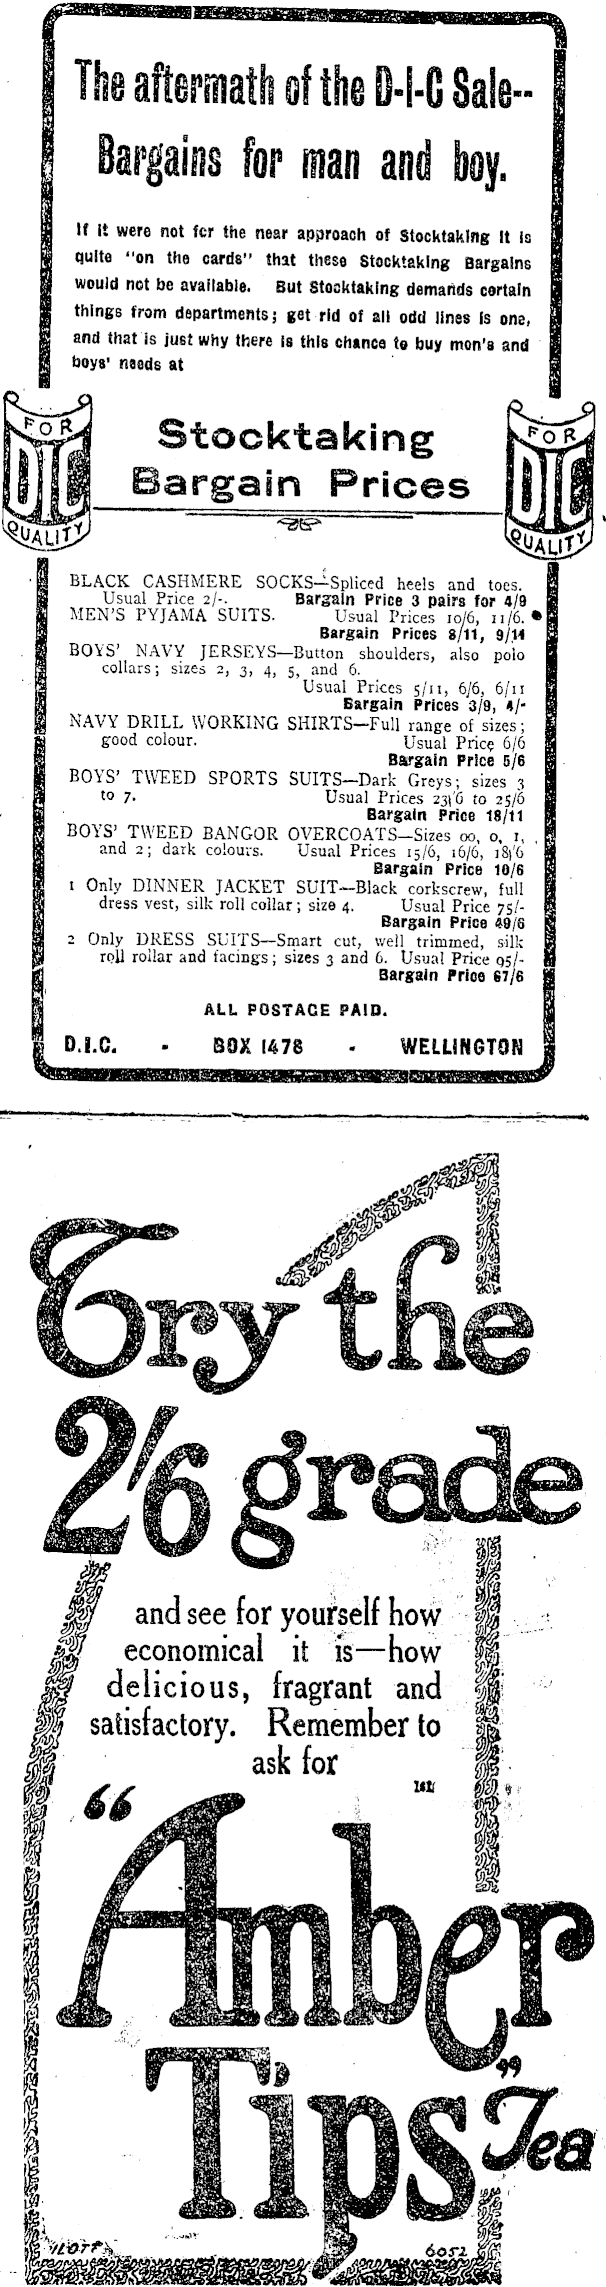 The aftermath of the D-I-C Sale--
Bargains for man and boy.
If it were not for the near approach of Stocktaking it is
quite "on the cards" that these Stocktaking Bargains
would not be available. But Stocktaking demands certain
things from departments; get rid of all odd lines is one,
and that is just why there is this chance to buy men's and
boys' needs at
FOR
DIC
QUALITY
Stocktaking
Bargain Prices
FOR
DIC
QUALITY
BLACK CASHMERE SOCKS—Spliced heels and toes.
Usual Price 2/-. Bargain Price 3 pairs for 4/9
MEN'S PYJAMA SUITS. Usual Prices 10/6, 11/6.
Bargain Prices 8/11, 9/11
BOYS' NAVY JERSEYS—Button shoulders, also polo
collars; sizes 2, 3, 4, 5, and 6.
Usual Prices 5/11, 6/6, 6/11
Bargain Prices 3/9, 4/-
NAVY DRILL WORKING SHIRTS—Full range of sizes;
good colour. Usual Price 6/6
Bargain Price 5/6
BOYS' TWEED SPORTS SUITS—Dark Greys; sizes 3
to 7. Usual Prices 23/6 to 25/6
Bargain Price 18/11
BOYS' TWEED BANGOR OVERCOATS—Sizes 00, 0, 1,
and 2; dark colours. Usual Prices 15/6, 16/6, 18/6
Bargain Price 10/6
1 Only DINNER JACKET SUIT—Black corkscrew, full
dress vest, silk roll collar; size 4. Usual Price 75/-
Bargain Price 49/6
2 Only DRESS SUITS—Smart cut, well trimmed, silk
roll rollar and facings; sizes 3 and 6. Usual Price 95/-
Bargain Price 67/6
ALL POSTAGE PAID.
D.I.C. - BOX 1478 - WELLINGTON
Try the
2/6 grade
and see for yourself how
economical it is—how
delicious, fragrant and
satisfactory. Remember to
ask for
"Amber
Tips" Tea
ILOTT
6052